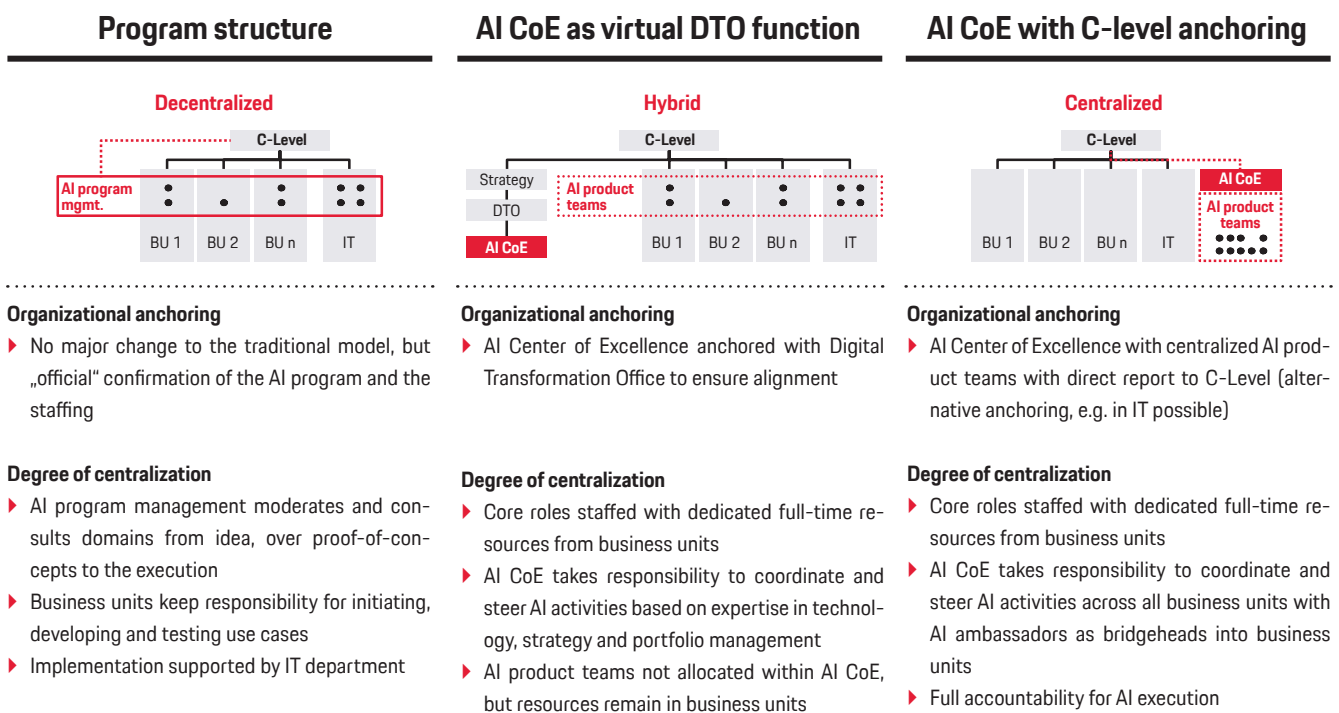 Program structure
Decentralized
C-Level
AI program
mgmt.
BU 1
BU 2
BU n
IT
Organizational anchoring
No major change to the traditional model, but
„official“ confirmation of the AI program and the
staffing
Degree of centralization
AI program management moderates and con-
sults domains from idea, over proof-of-con-
cepts to the execution
Business units keep responsibility for initiating,
developing and testing use cases
Implementation supported by IT department
AI CoE as virtual DTO function
Hybrid
C-Level
Strategy
DTO
AI CoE
AI product
teams
BU 1
BU 2
BU n
IT
Organizational anchoring
AI Center of Excellence anchored with Digital
Transformation Office to ensure alignment
Degree of centralization
Core roles staffed with dedicated full-time re-
sources from business units
AI CoE takes responsibility to coordinate and
steer AI activities based on expertise in technol-
ogy, strategy and portfolio management
AI product teams not allocated within AI CoE,
but resources remain in business units
AI CoE with C-level anchoring
Centralized
C-Level
AI CoE
AI product
teams
BU 1
BU 2
BU n
IT
Organizational anchoring
AI Center of Excellence with centralized AI prod-
uct teams with direct report to C-Level (alter-
native anchoring, e.g. in IT possible)
Degree of centralization
Core roles staffed with dedicated full-time re-
sources from business units
AI CoE takes responsibility to coordinate and
steer AI activities across all business units with
AI ambassadors as bridgeheads into business
units
Full accountability for AI execution